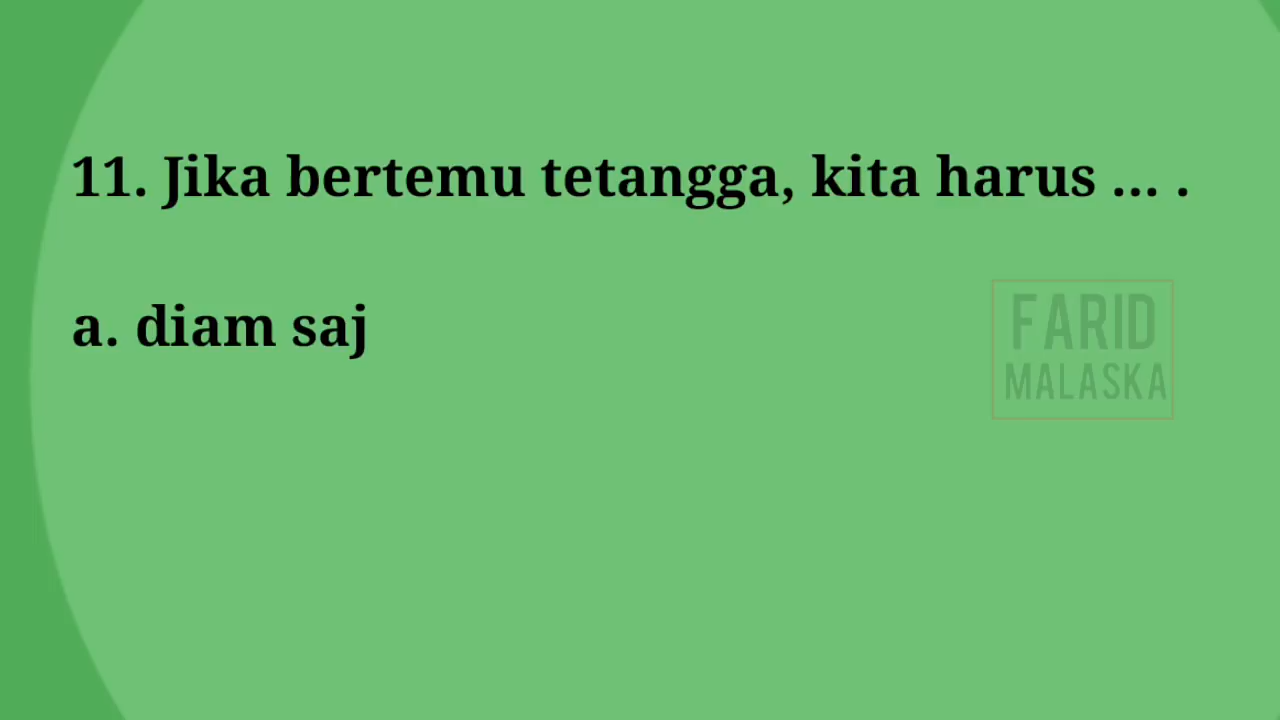 11. Jika bertemu tetangga, kita harus ... .
a. diam saj
FARID
MALASKA